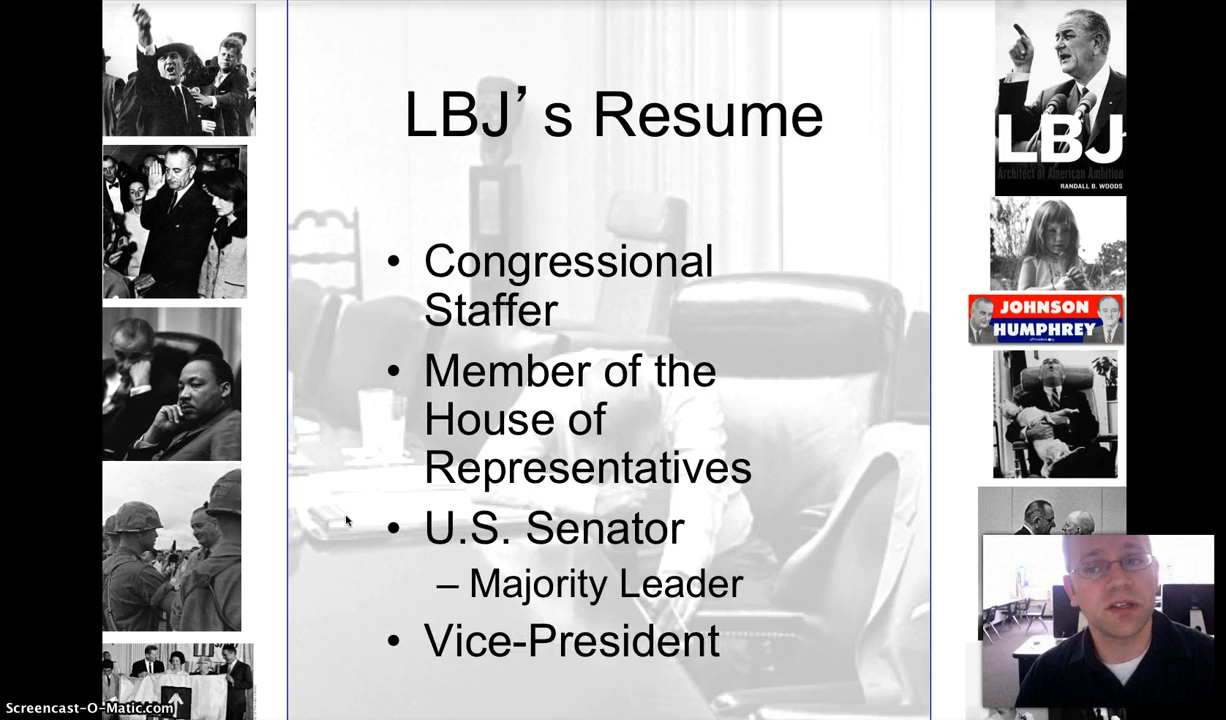 LBJ’s Resume
• Congressional
Staffer
• Member of the
House of
Representatives
• U.S. Senator
– Majority Leader
• Vice-President
LBJ
Architect of American Ambition
RANDALL B. WOODS
JOHNSON
HUMPHREY
Screencast-O-Matic.com